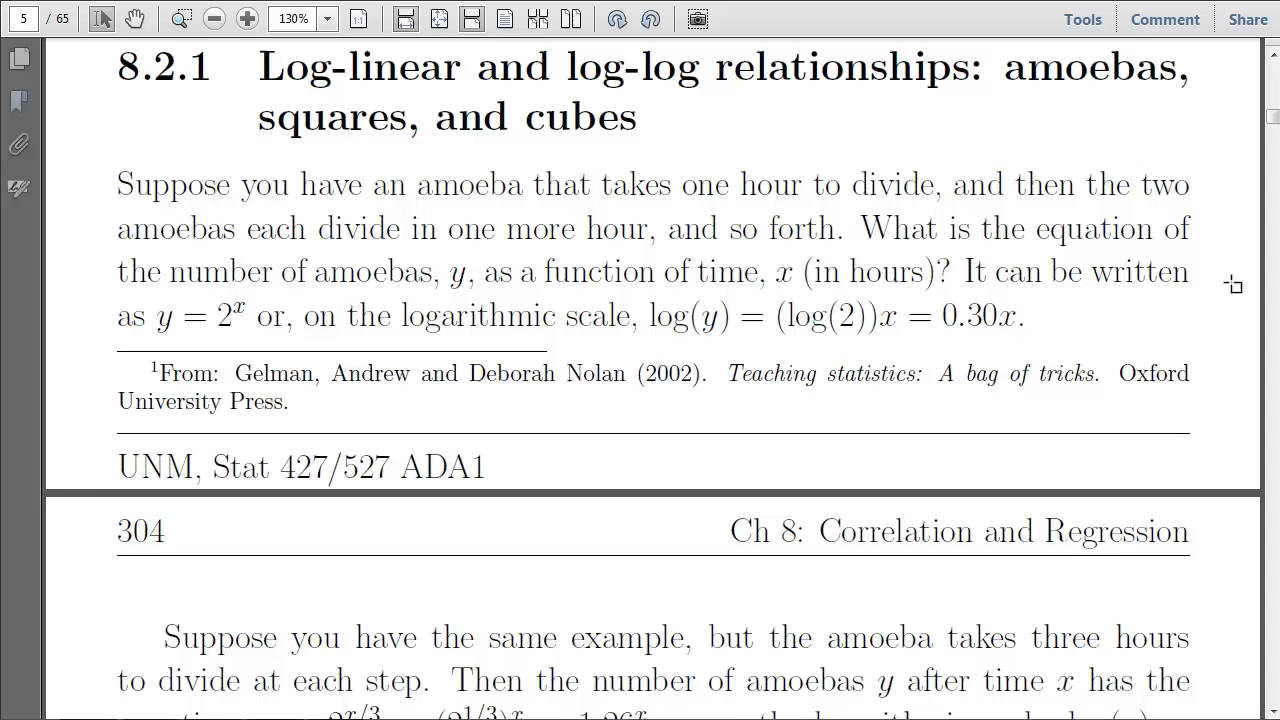 5 / 65 130% Tools Comment Share
8.2.1 Log-linear and log-log relationships: amoebas,
squares, and cubes
Suppose you have an amoeba that takes one hour to divide, and then the two
amoebas each divide in one more hour, and so forth. What is the equation of
the number of amoebas, y, as a function of time, x (in hours)? It can be written
as y = 2ˣ or, on the logarithmic scale, log(y) = (log(2))x = 0.30x.
¹From: Gelman, Andrew and Deborah Nolan (2002). Teaching statistics: A bag of tricks. Oxford
University Press.
UNM, Stat 427/527 ADA1
304 Ch 8: Correlation and Regression
Suppose you have the same example, but the amoeba takes three hours
to divide at each step. Then the number of amoebas y after time x has the